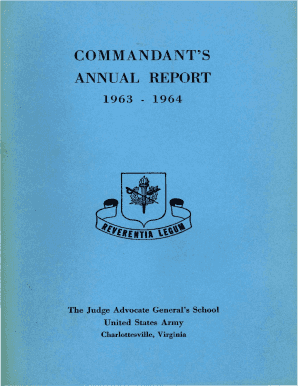 COMMANDANT'S
ANNUAL REPORT
1963 - 1964
REVERENTIA LEGUM
The Judge Advocate General's School
United States Army
Charlottesville, Virginia